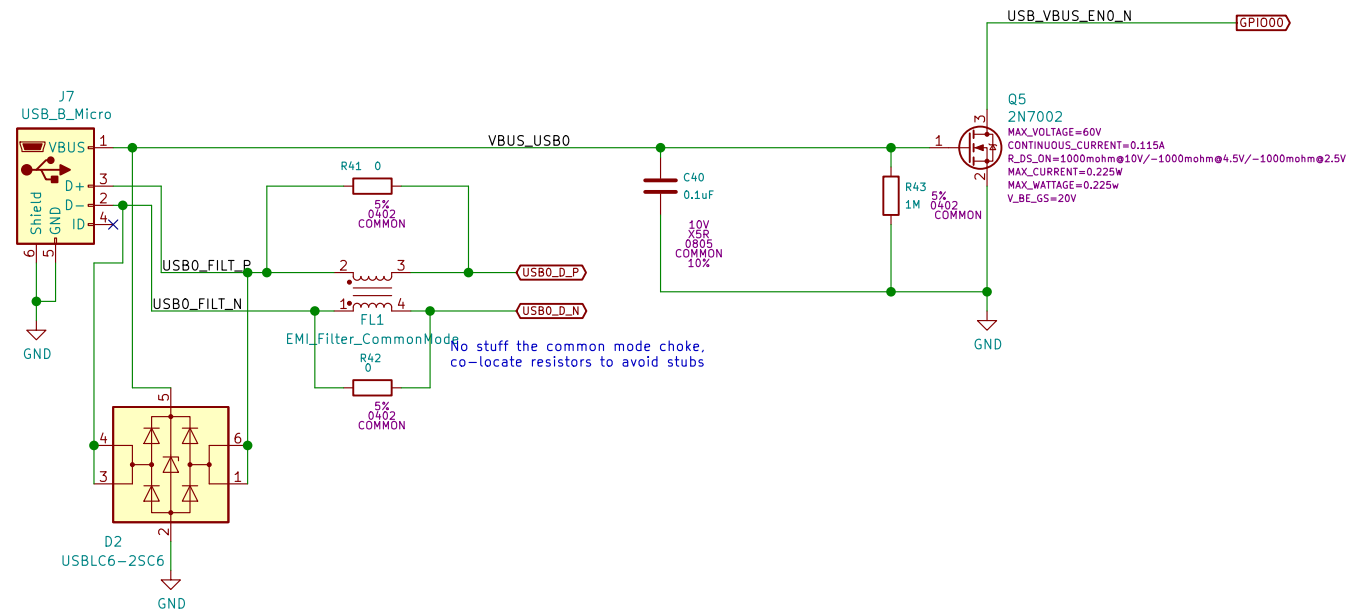 USB_VBUS_EN0_N
GPIO00
J7
USB_B_Micro
VBUS
1
D+
3
D-
2
ID
4
Shield
GND
6
5
GND
VBUS_USB0
R41 0
5%
0402
COMMON
USB0_FILT_P
2
3
USB0_D_P
USB0_FILT_N
1
4
USB0_D_N
FL1
EMI_Filter_CommonMode
No stuff the common mode choke,
co-locate resistors to avoid stubs
R42
0
5%
0402
COMMON
C40
0.1uF
10V
X5R
0805
COMMON
10%
R43
1M
5%
0402
COMMON
1
3
2
Q5
2N7002
MAX_VOLTAGE=60V
CONTINUOUS_CURRENT=0.115A
R_DS_ON=1000mohm@10V/-1000mohm@4.5V/-1000mohm@2.5V
MAX_CURRENT=0.225W
MAX_WATTAGE=0.225w
V_BE_GS=20V
GND
5
4
6
3
1
2
D2
USBLC6-2SC6
GND